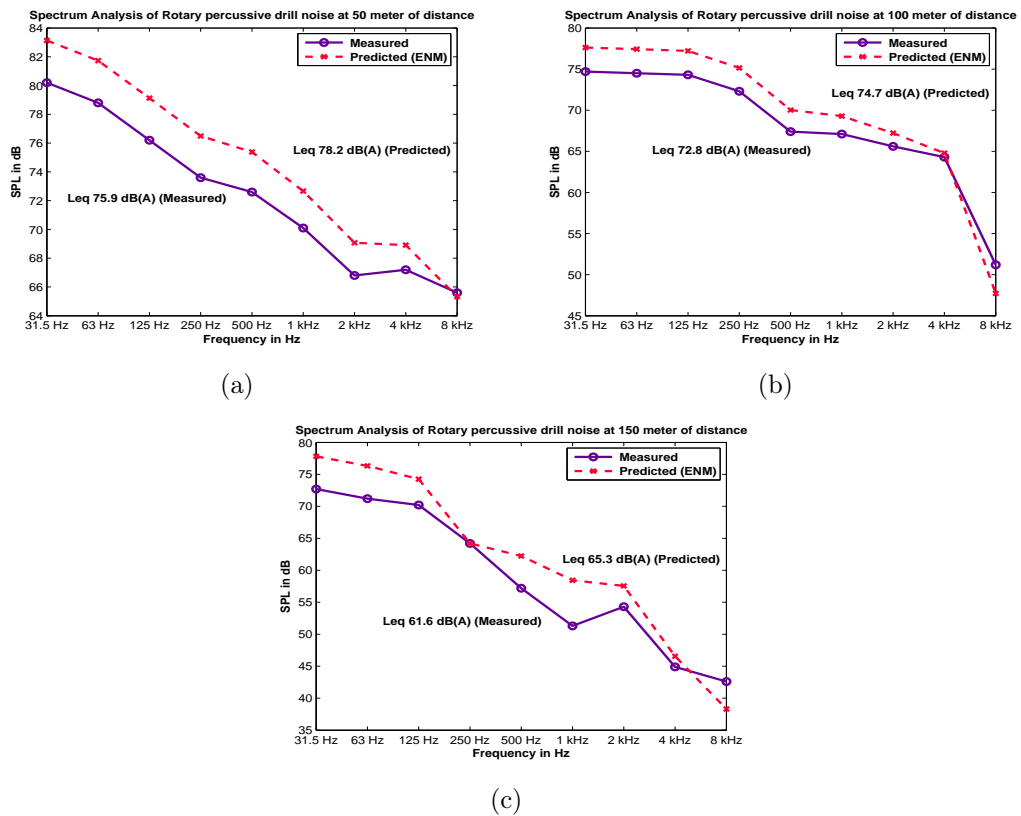 Spectrum Analysis of Rotary percussive drill noise at 50 meter of distance
84
82
80
78
76
74
72
70
68
66
64
SPL in dB
Measured
Predicted (ENM)
Leq 78.2 dB(A) (Predicted)
Leq 75.9 dB(A) (Measured)
31.5 Hz 63 Hz 125 Hz 250 Hz 500 Hz 1 kHz 2 kHz 4 kHz 8 kHz
Frequency in Hz
(a)
Spectrum Analysis of Rotary percussive drill noise at 100 meter of distance
80
75
70
65
60
55
50
45
SPL in dB
Measured
Predicted (ENM)
Leq 74.7 dB(A) (Predicted)
Leq 72.8 dB(A) (Measured)
31.5 Hz 63 Hz 125 Hz 250 Hz 500 Hz 1 kHz 2 kHz 4 kHz 8 kHz
Frequency in Hz
(b)
Spectrum Analysis of Rotary percussive drill noise at 150 meter of distance
80
75
70
65
60
55
50
45
40
35
SPL in dB
Measured
Predicted (ENM)
Leq 65.3 dB(A) (Predicted)
Leq 61.6 dB(A) (Measured)
31.5 Hz 63 Hz 125 Hz 250 Hz 500 Hz 1 kHz 2 kHz 4 kHz 8 kHz
Frequency in Hz
(c)